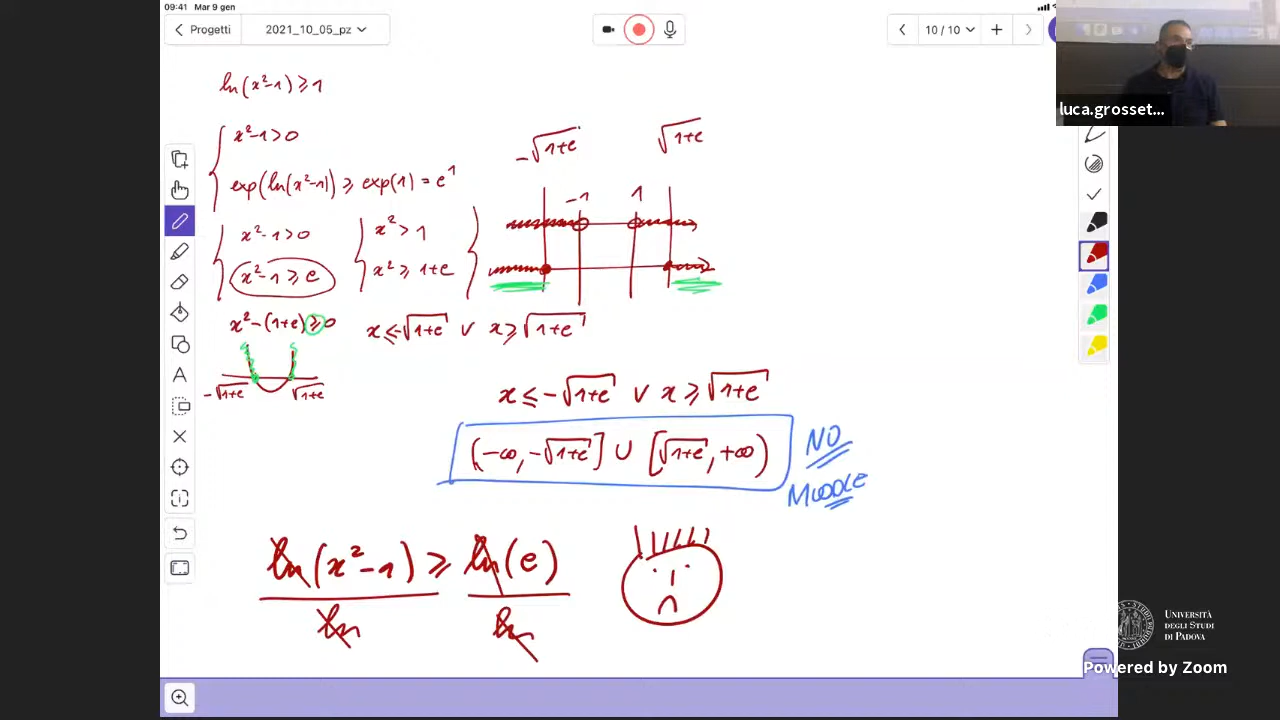 09:41 Mar 9 gen
Progetti
2021_10_05_pz
10 / 10
luca.grosset...
ln(x²-1) ≥ 1
x²-1 > 0
exp(ln(x²-1)) ≥ exp(1) = e¹
x²-1 > 0
x²-1 ≥ e
x² > 1
x² ≥ 1+e
-√1+e
√1+e
-1
1
x²-(1+e) ≥ 0
-√1+e
√1+e
x ≤ -√1+e ∨ x ≥ √1+e
x ≤ -√1+e ∨ x ≥ √1+e
(-∞, -√1+e] ∪ [√1+e, +∞)
NO
MOODLE
ln(x²-1) ≥ ln(e)
ln
ln
A
UNIVERSITÀ
DEGLI STUDI
DI PADOVA
Powered by Zoom